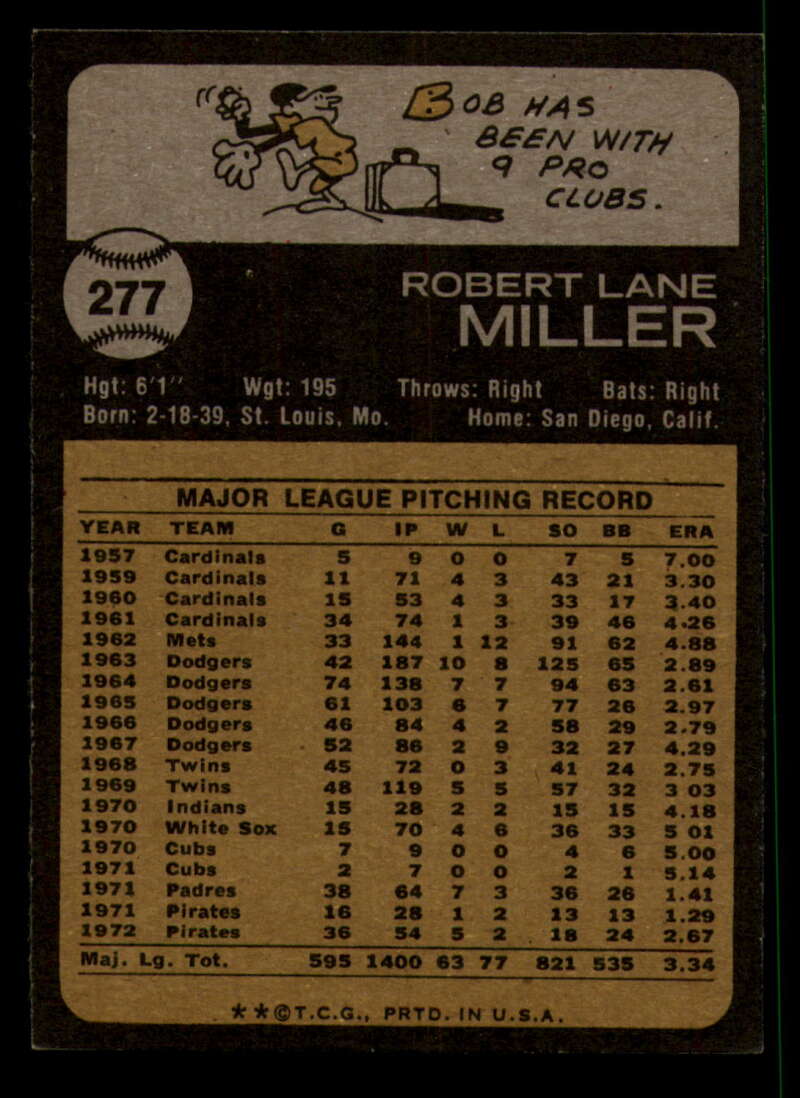 BOB HAS
BEEN WITH
9 PRO
CLUBS.
277
ROBERT LANE
MILLER
Hgt: 6'1" Wgt: 195 Throws: Right Bats: Right
Born: 2-18-39, St. Louis, Mo. Home: San Diego, Calif.
MAJOR LEAGUE PITCHING RECORD
YEAR TEAM G IP W L SO BB ERA
1957 Cardinals 5 9 0 0 7 5 7.00
1959 Cardinals 11 71 4 3 43 21 3.30
1960 Cardinals 15 53 4 3 33 17 3.40
1961 Cardinals 34 74 1 3 39 46 4.26
1962 Mets 33 144 1 12 91 62 4.88
1963 Dodgers 42 187 10 8 125 65 2.89
1964 Dodgers 74 138 7 7 94 63 2.61
1965 Dodgers 61 103 6 7 77 26 2.97
1966 Dodgers 46 84 4 2 58 29 2.79
1967 Dodgers 52 86 2 9 32 27 4.29
1968 Twins 45 72 0 3 41 24 2.75
1969 Twins 48 119 5 5 57 32 3 03
1970 Indians 15 28 2 2 15 15 4.18
1970 White Sox 15 70 4 6 36 33 5 01
1970 Cubs 7 9 0 0 4 6 5.00
1971 Cubs 2 7 0 0 2 1 5.14
1971 Padres 38 64 7 3 36 26 1.41
1971 Pirates 16 28 1 2 13 13 1.29
1972 Pirates 36 54 5 2 18 24 2.67
Maj. Lg. Tot. 595 1400 63 77 821 535 3.34
**©T.C.G., PRTD. IN U.S.A.